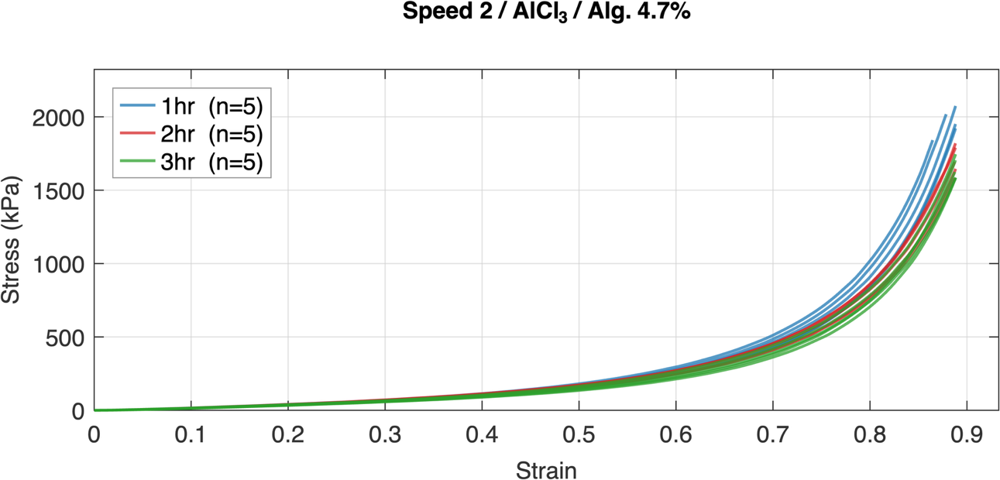 Speed 2 / AlCl₃ / Alg. 4.7%
1hr (n=5)
2hr (n=5)
3hr (n=5)
Stress (kPa)
2000
1500
1000
500
0
0 0.1 0.2 0.3 0.4 0.5 0.6 0.7 0.8 0.9
Strain